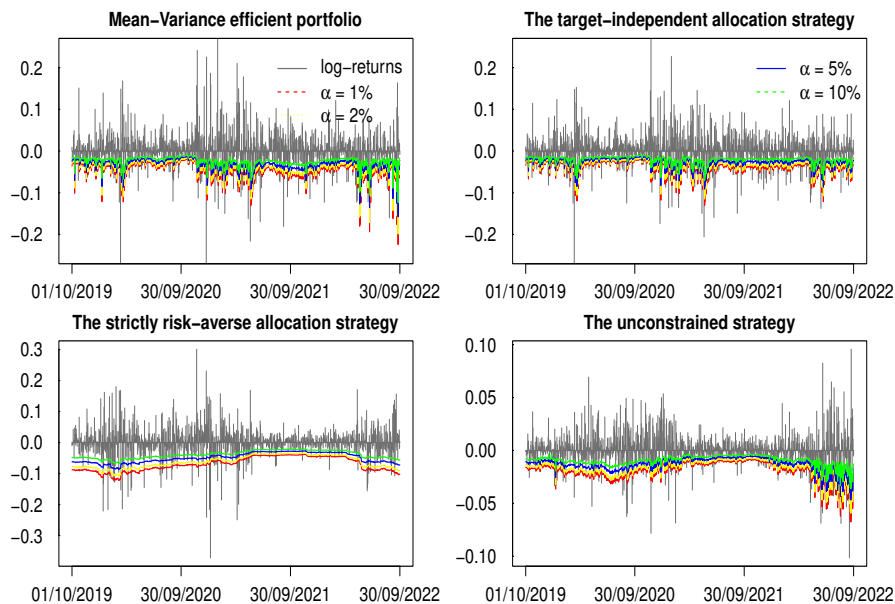 Mean−Variance efficient portfolio
The target−independent allocation strategy
0.2
0.1
0.0
−0.1
−0.2
log−returns
α = 1%
α = 2%
01/10/2019 30/09/2020 30/09/2021 30/09/2022
0.2
0.1
0.0
−0.1
−0.2
α = 5%
α = 10%
01/10/2019 30/09/2020 30/09/2021 30/09/2022
The strictly risk−averse allocation strategy
The unconstrained strategy
0.3
0.2
0.1
0.0
−0.1
−0.2
−0.3
01/10/2019 30/09/2020 30/09/2021 30/09/2022
0.10
0.05
0.00
−0.05
−0.10
01/10/2019 30/09/2020 30/09/2021 30/09/2022